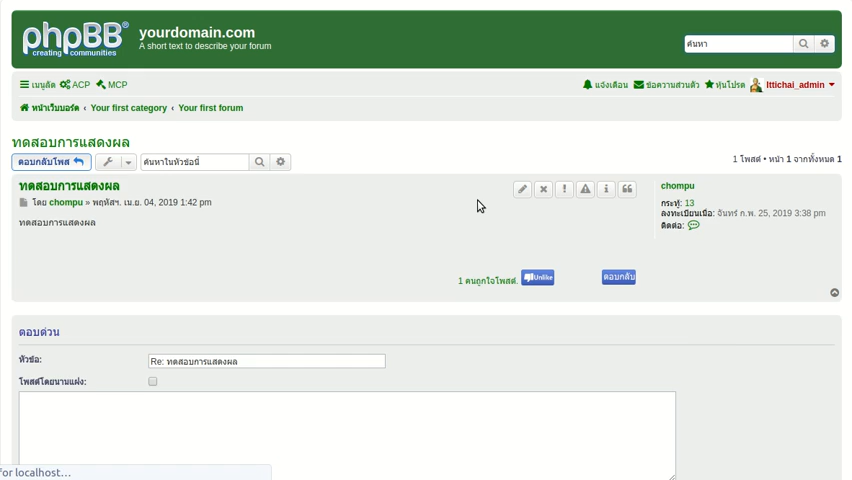 phpBB
creating communities
yourdomain.com
A short text to describe your forum
ค้นหา
เมนูลัด ACP MCP
แจ้งเตือน ข้อความส่วนตัว หุ่นโปรด Ittichai_admin
หน้าเว็บบอร์ด ‹ Your first category ‹ Your first forum
ทดสอบการแสดงผล
ตอบกลับโพส
ค้นหาในหัวข้อนี้
1 โพสต์ • หน้า 1 จากทั้งหมด 1
ทดสอบการแสดงผล
โดย chompu » พฤหัสฯ. เม.ย. 04, 2019 1:42 pm
ทดสอบการแสดงผล
chompu
กระทู้: 13
ลงทะเบียนเมื่อ: จันทร์ ก.พ. 25, 2019 3:38 pm
ติดต่อ:
1 คนถูกใจโพสต์.
Unlike
ตอบกลับ
ตอบด่วน
หัวข้อ:
Re: ทดสอบการแสดงผล
โพสต์โดยนามแฝง:
for localhost...